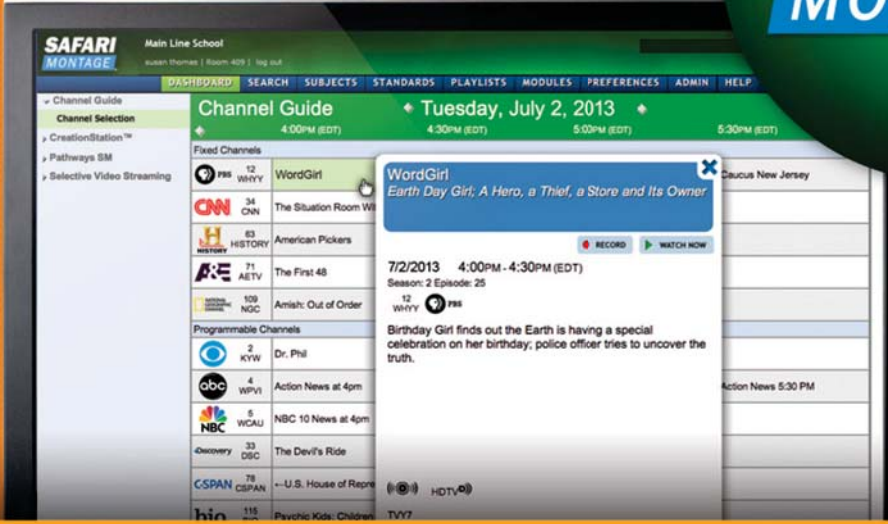 MO
SAFARI
MONTAGE
Main Line School
susan thomas | Room 409 | log out
DASHBOARD SEARCH SUBJECTS STANDARDS PLAYLISTS MODULES PREFERENCES ADMIN HELP
Channel Guide
Channel Selection
CreationStation™
Pathways SM
Selective Video Streaming
Channel Guide Tuesday, July 2, 2013
4:00PM (EDT) 4:30PM (EDT) 5:00PM (EDT) 5:30PM (EDT)
Fixed Channels
PBS 12 WHYY WordGirl
Caucus New Jersey
CNN 34 CNN The Situation Room Wi
HISTORY 63 HISTORY American Pickers
A&E 71 AETV The First 48
NATIONAL GEOGRAPHIC CHANNEL 109 NGC Amish: Out of Order
Programmable Channels
2 KYW Dr. Phil
abc 4 WPVI Action News at 4pm
Action News 5:30 PM
NBC 6 WCAU NBC 10 News at 4pm
Discovery 33 DSC The Devil's Ride
C-SPAN 78 CSPAN ←U.S. House of Repre
bio 115 Psychic Kids: Children
WordGirl
Earth Day Girl; A Hero, a Thief, a Store and Its Owner
RECORD WATCH NOW
7/2/2013 4:00PM - 4:30PM (EDT)
Season: 2 Episode: 25
12
WHYY PBS
Birthday Girl finds out the Earth is having a special
celebration on her birthday; police officer tries to uncover the
truth.
HDTV
TVY7